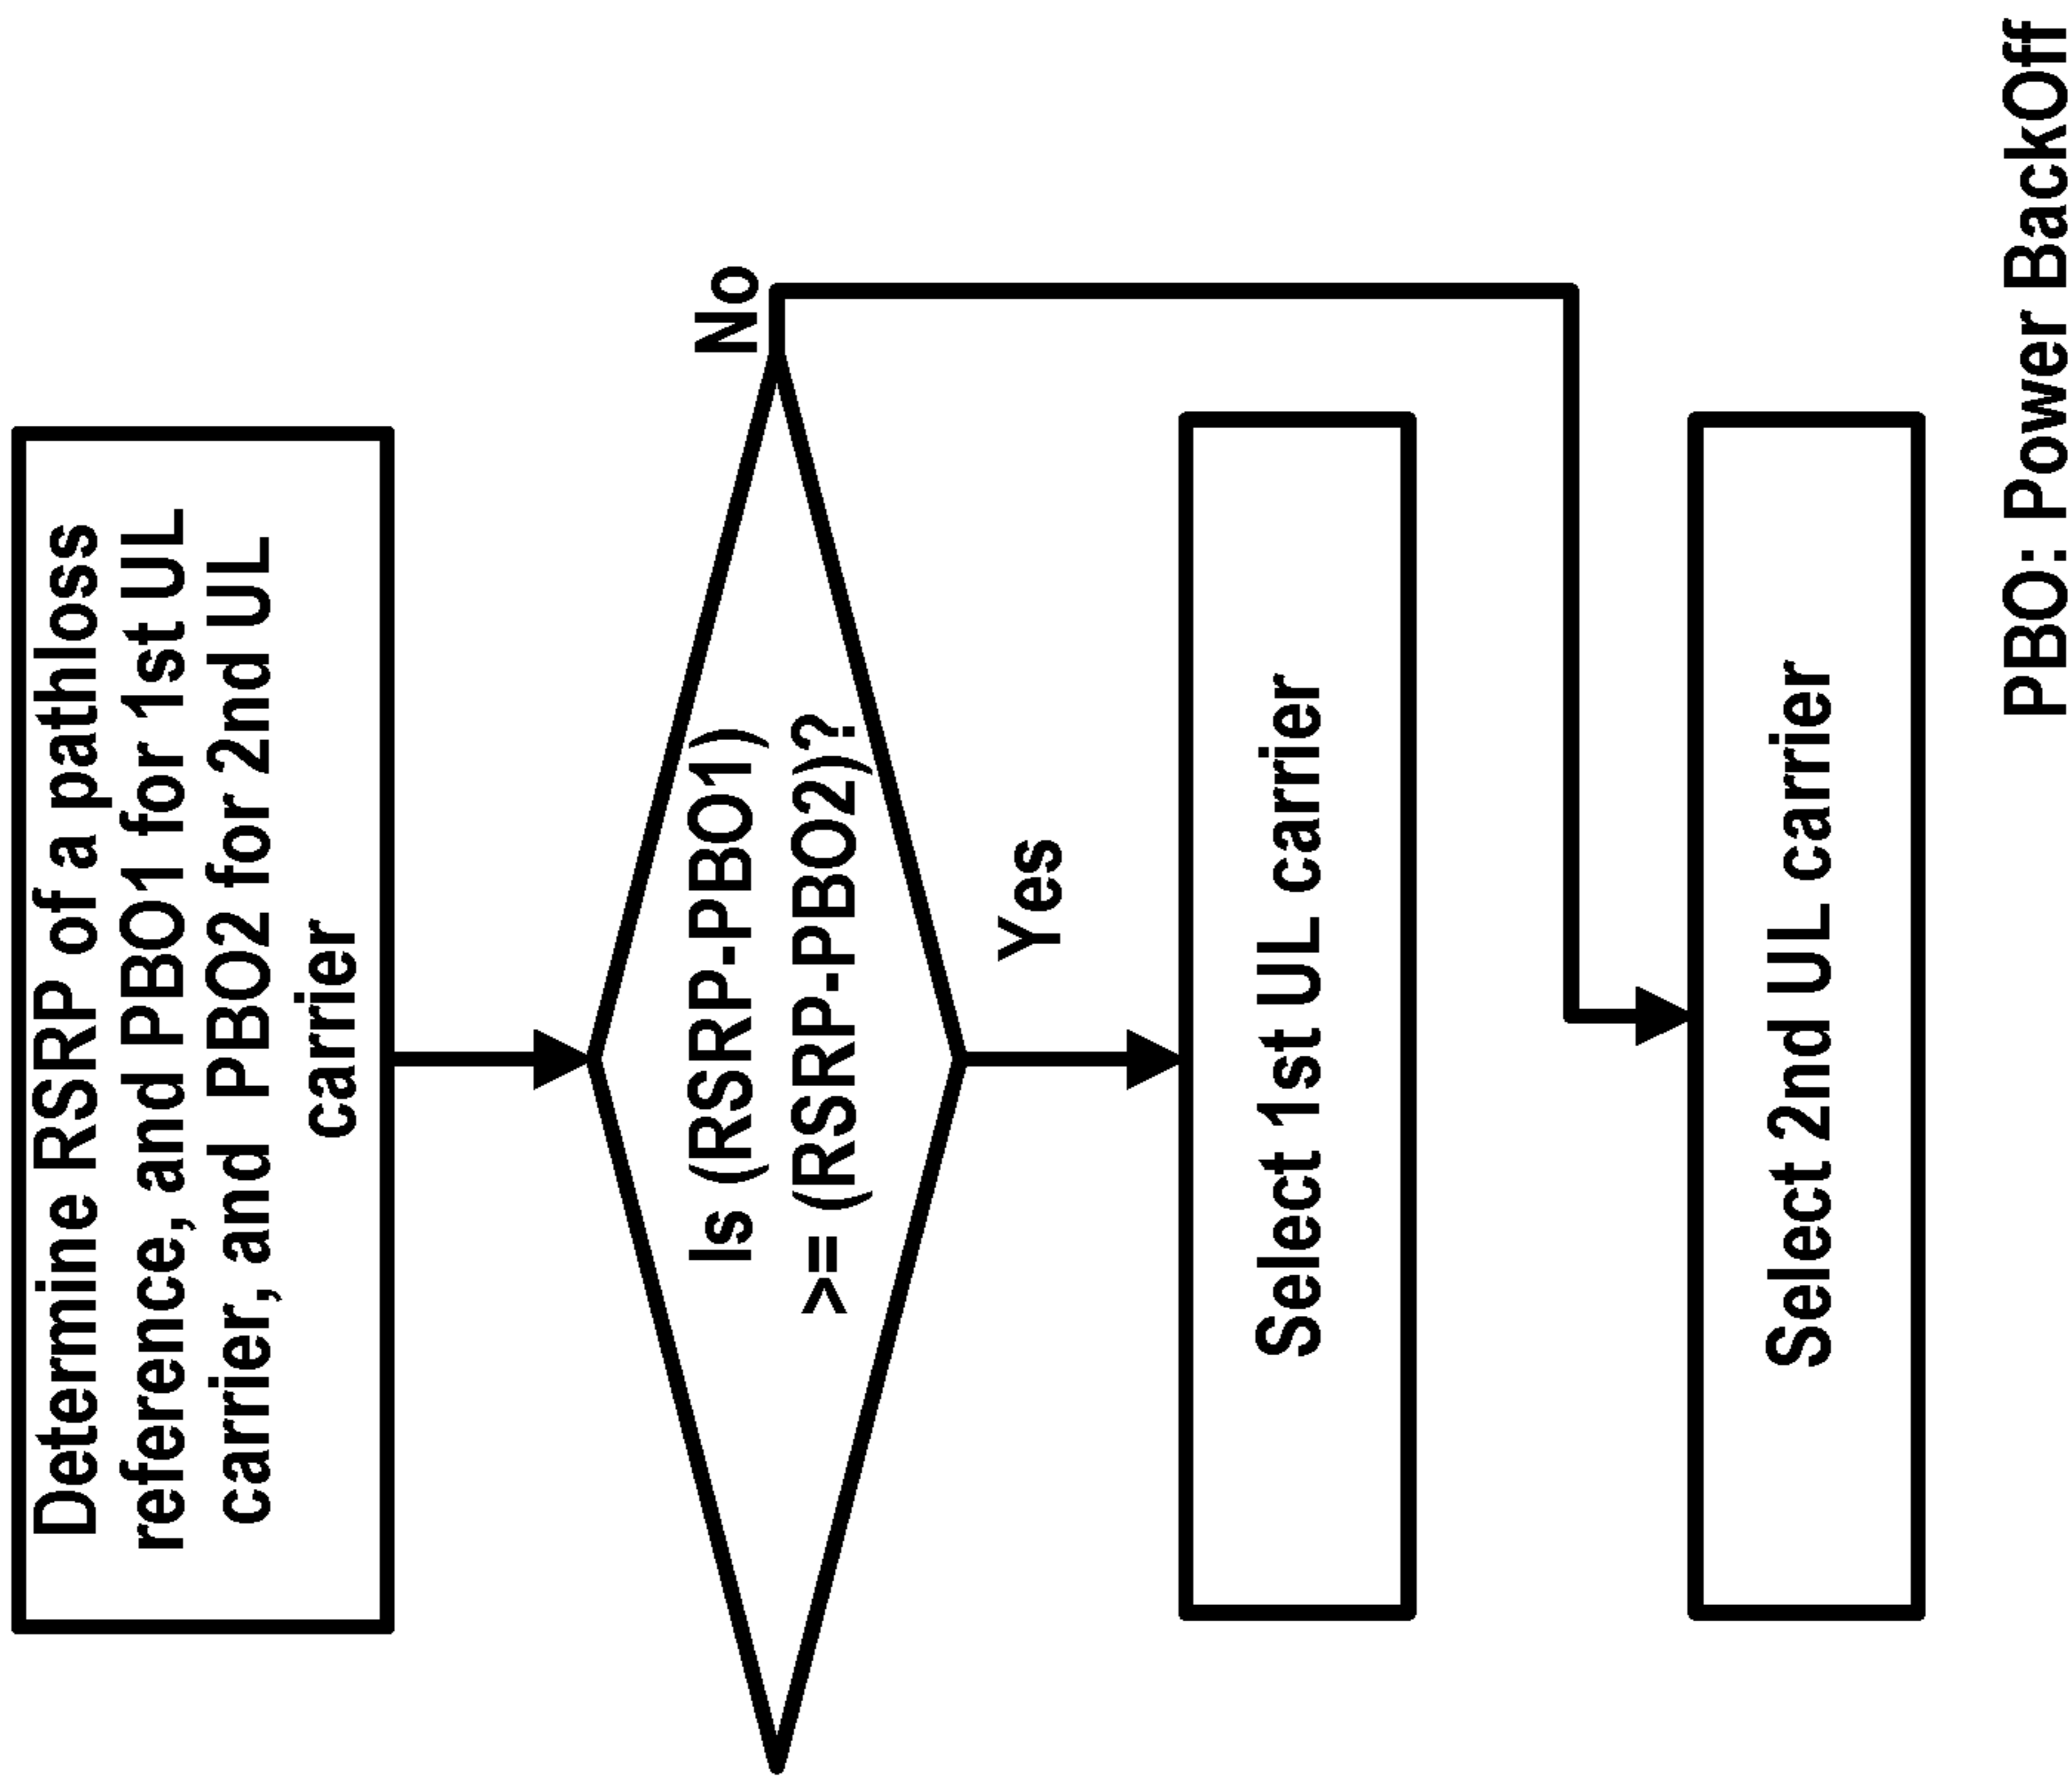 Determine RSRP of a pathloss
reference, and PBO1 for 1st UL
carrier, and PBO2 for 2nd UL
carrier
Is (RSRP-PBO1)
>= (RSRP-PBO2)?
No
Yes
Select 1st UL carrier
Select 2nd UL carrier
PBO: Power BackOff